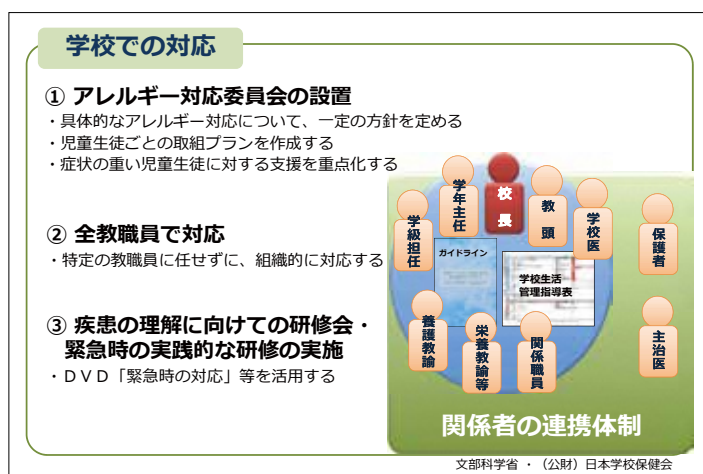 学校での対応
① アレルギー対応委員会の設置
・具体的なアレルギー対応について、一定の方針を定める
・児童生徒ごとの取組プランを作成する
・症状の重い児童生徒に対する支援を重点化する
② 全教職員で対応
・特定の教職員に任せずに、組織的に対応する
③ 疾患の理解に向けての研修会・
緊急時の実践的な研修の実施
・ＤＶＤ「緊急時の対応」等を活用する
学級担任
学年主任
校長
教頭
学校医
保護者
ガイドライン
学校生活
管理指導表
養護教諭
栄養教諭等
関係職員
主治医
関係者の連携体制
文部科学省 ・（公財）日本学校保健会